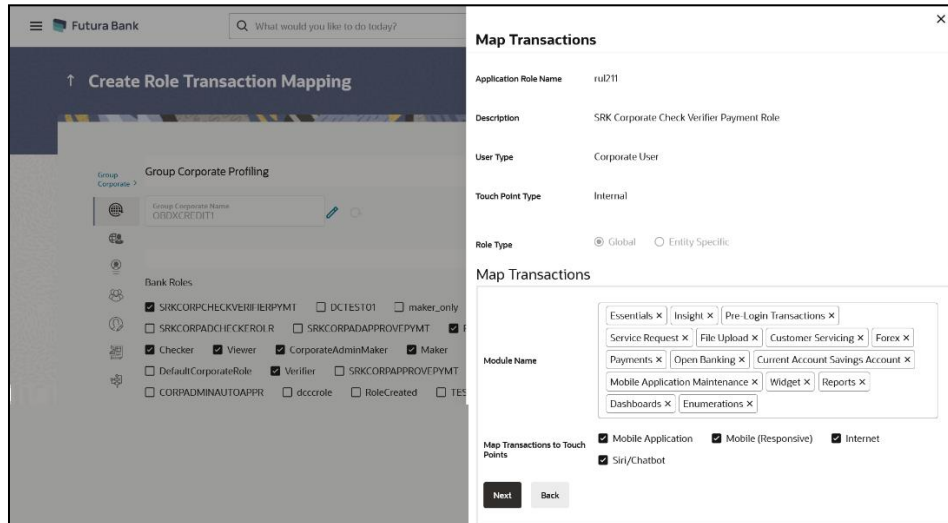 Futura Bank
What would you like to do today?
↑ Create Role Transaction Mapping
Group
Corporate >
Group Corporate Profiling
Group Corporate Name
OBDXCREDIT1
Bank Roles
SRKCORPCHECKVERIFIERPYMT DCTEST01 maker_only
SRKCORPADCHECKEROLR SRKCORPADAPPROVEPYMT
Checker Viewer CorporateAdminMaker Maker
DefaultCorporateRole Verifier SRKCORPAPPROVEPYMT
CORPADMINAUTOAPPR dcccrole RoleCreated TES
×
Map Transactions
Application Role Name rul211
Description SRK Corporate Check Verifier Payment Role
User Type Corporate User
Touch Point Type Internal
Role Type Global Entity Specific
Map Transactions
Module Name
Essentials × Insight × Pre-Login Transactions ×
Service Request × File Upload × Customer Servicing × Forex ×
Payments × Open Banking × Current Account Savings Account ×
Mobile Application Maintenance × Widget × Reports ×
Dashboards × Enumerations ×
Map Transactions to Touch
Points
Mobile Application Mobile (Responsive) Internet
Siri/Chatbot
Next Back